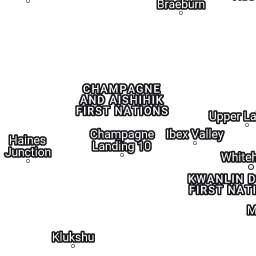 Braeburn
CHAMPAGNE
AND AISHIHIK
FIRST NATIONS
Upper La
Champagne
Landing 10
Ibex Valley
Haines
Junction
Whiteh
KWANLIN D
FIRST NATI
M
Klukshu